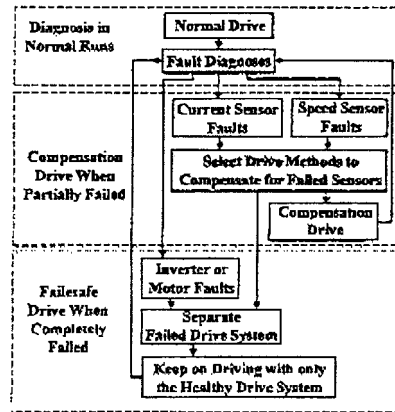 Diagnosis in
Normal Runs
Normal Drive
Fault Diagnoses
Compensation
Drive When
Partially Failed
Current Sensor
Faults
Speed Sensor
Faults
Select Drive Methods to
Compensate for Failed Sensors
Compensation
Drive
Failesafe
Drive When
Completely
Failed
Inverter or
Motor Faults
Separate
Failed Drive System
Keep on Driving with only
the Healthy Drive System